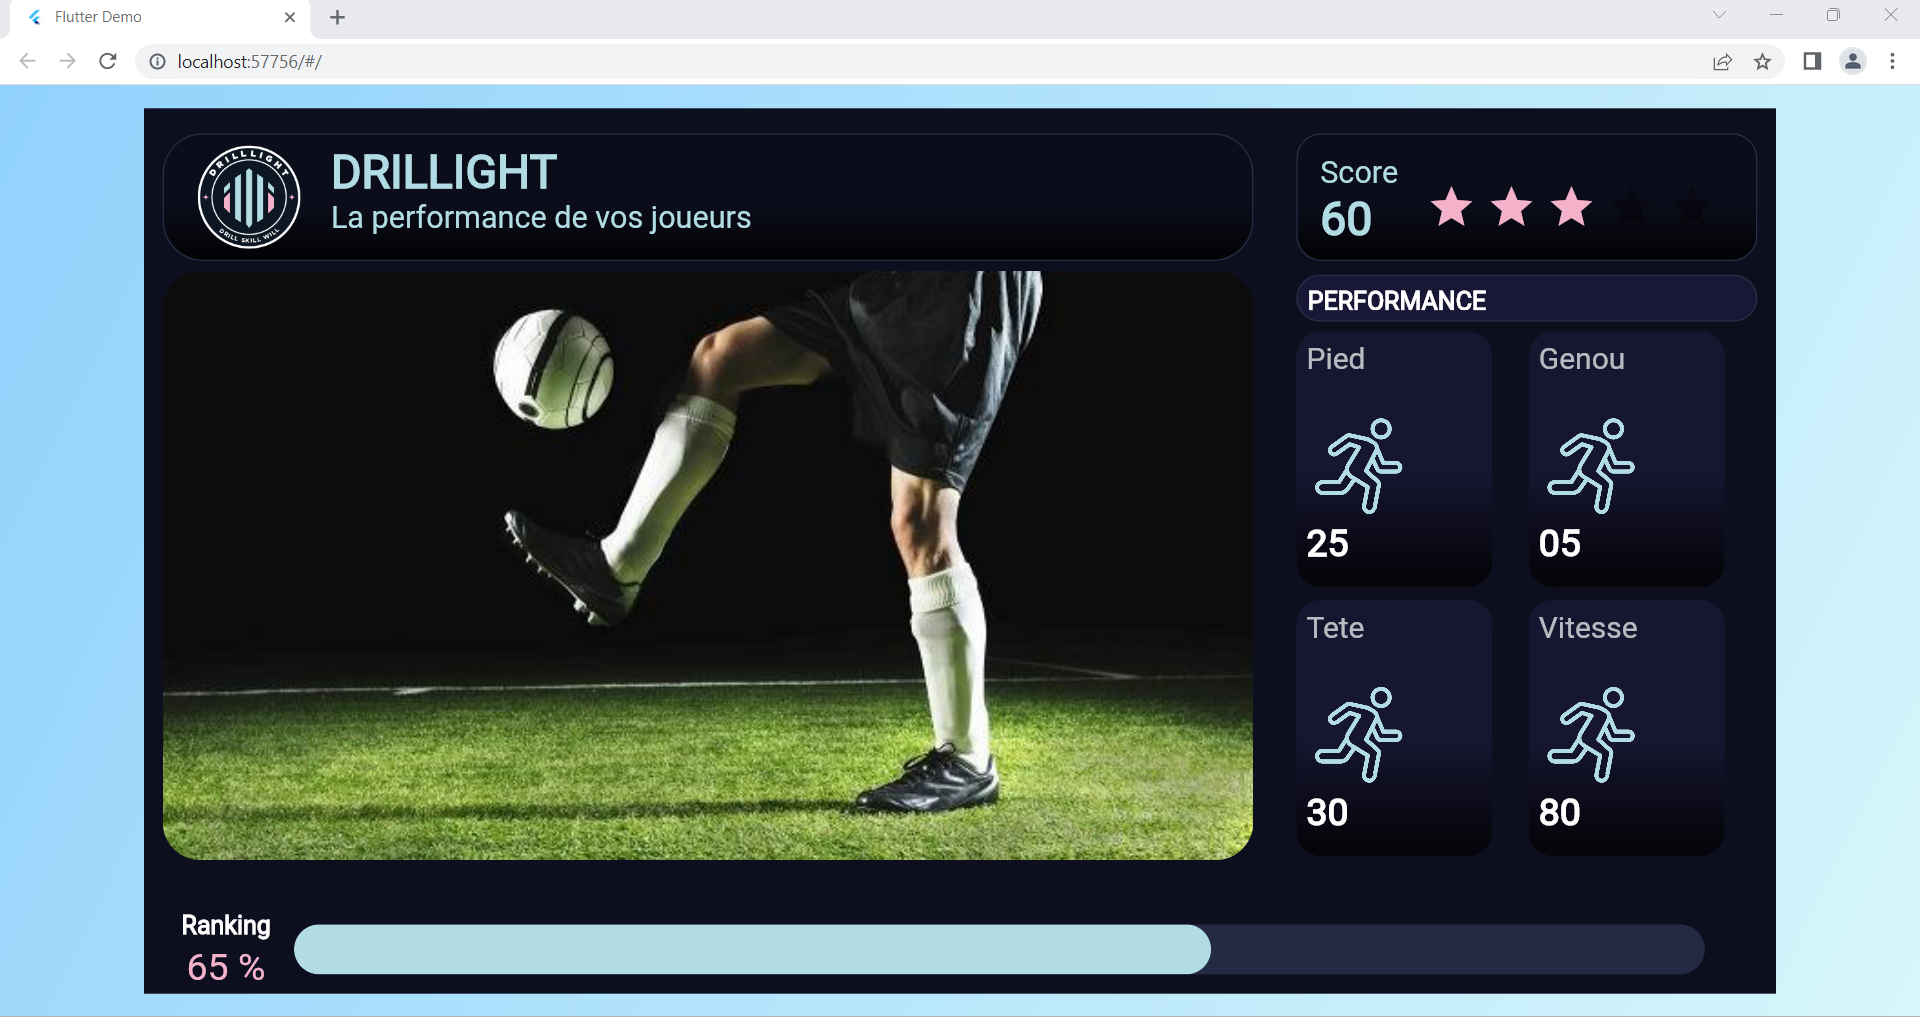 Flutter Demo
localhost:57756/#/
DRILLLIGHT
DRILL SKILL WILL
DRILLIGHT
La performance de vos joueurs
Score
60
PERFORMANCE
Pied
Genou
25
05
Tete
Vitesse
30
80
Ranking
65 %